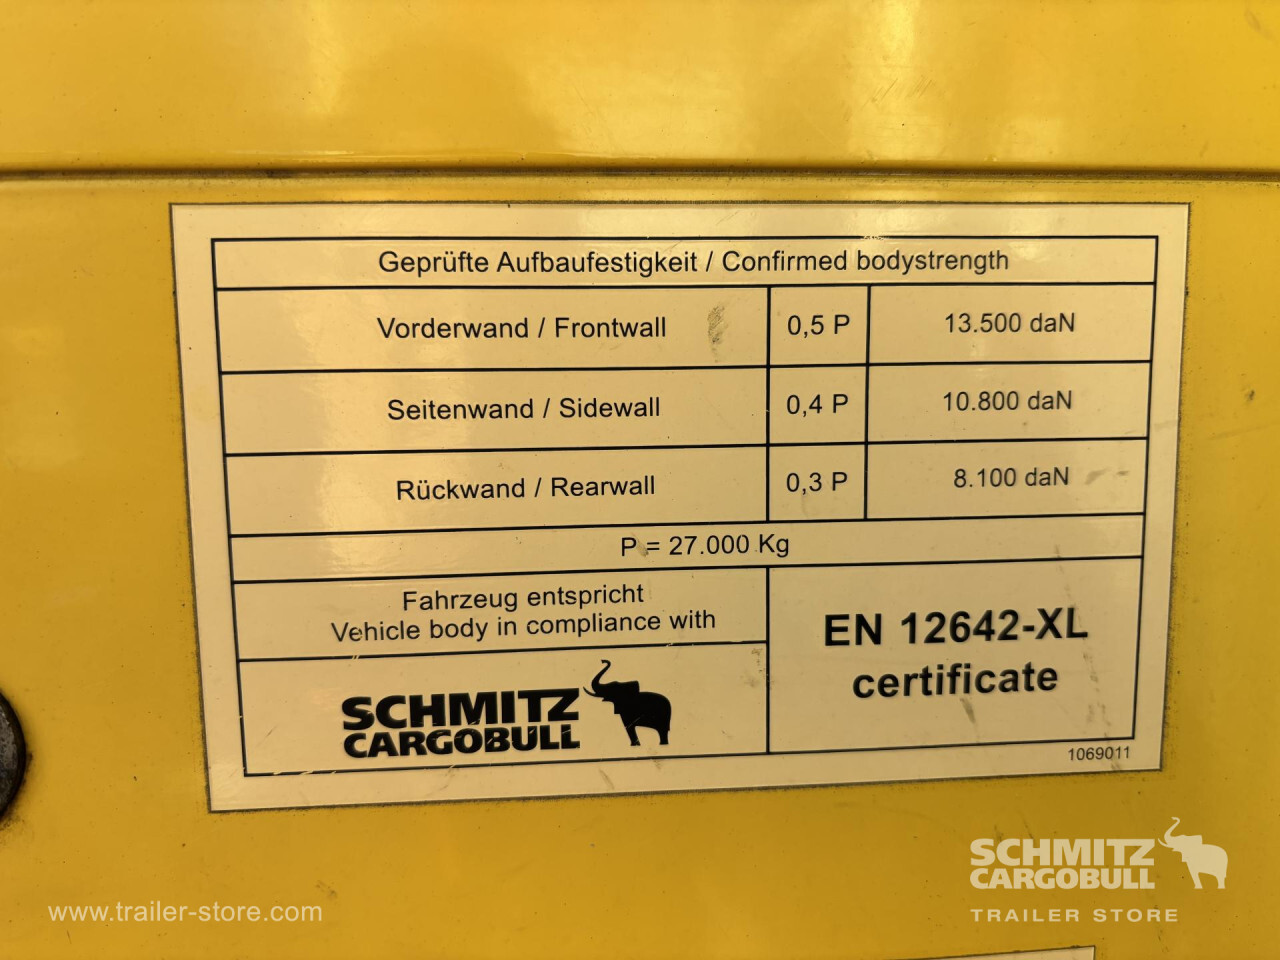 Geprüfte Aufbaufestigkeit / Confirmed bodystrength
Vorderwand / Frontwall 0,5 P 13.500 daN
Seitenwand / Sidewall 0,4 P 10.800 daN
Rückwand / Rearwall 0,3 P 8.100 daN
P = 27.000 Kg
Fahrzeug entspricht
Vehicle body in compliance with
EN 12642-XL
certificate
SCHMITZ
CARGOBULL
1069011
SCHMITZ
CARGOBULL
TRAILER STORE
www.trailer-store.com